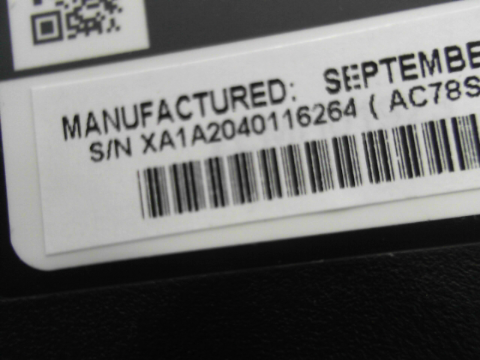 MANUFACTURED: SEPTEMBE
S/N XA1A2040116264 ( AC78S